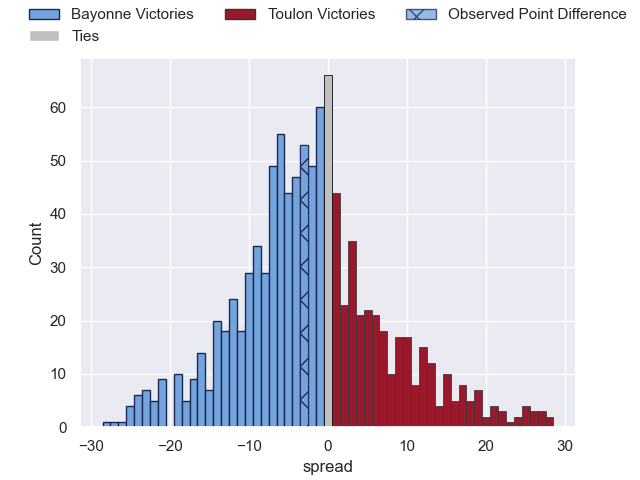 Bayonne Victories
Toulon Victories
Observed Point Difference
Ties
60
50
40
30
20
10
0
Count
−30
−20
−10
0
10
20
30
spread